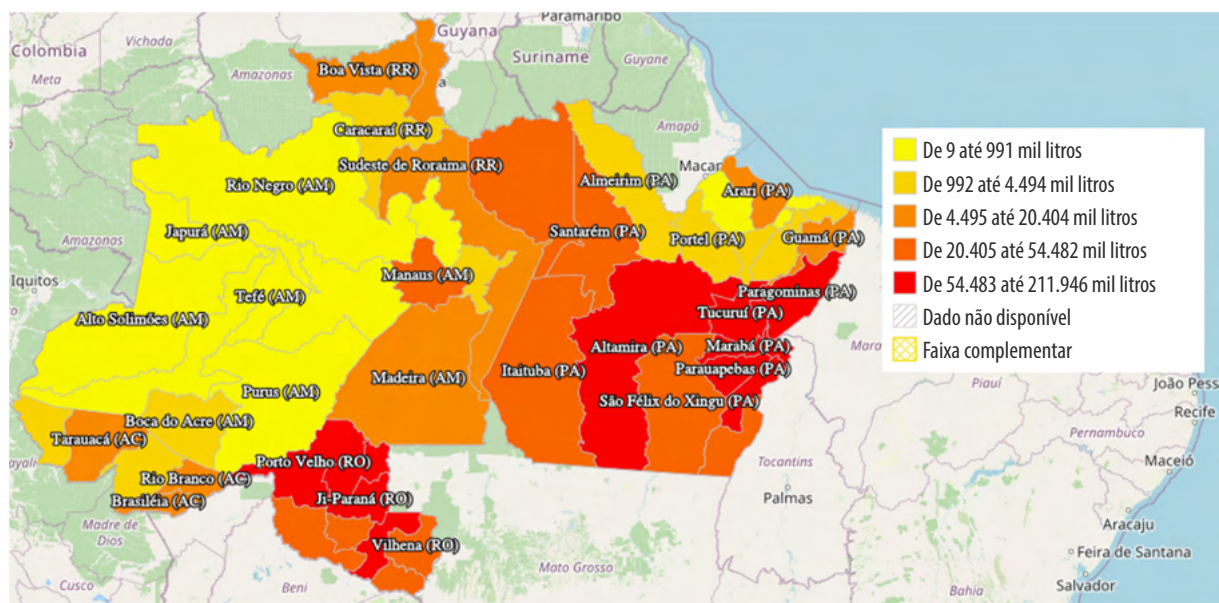 Paramaribo
Colombia
Vichada
Guyana
Suriname
Guyane
Meta
Amazonas
Boa Vista (RR)
Amapá
Caracaraí (RR)
Macap
Sudeste de Roraima (RR)
Almeirim (PA)
Arari (PA)
Rio Negro (AM)
Japurá (AM)
Santarém (PA)
Portel (PA)
Guamá (PA)
Amazonas
Iquitos
Manaus (AM)
Tefé (AM)
Paragominas (PA)
Tucuruí (PA)
Alto Solimões (AM)
Altamira (PA)
Marabá (PA)
Mara
Itaituba (PA)
Parauapebas (PA)
Madeira (AM)
Purus (AM)
São Félix do Xingu (PA)
Boca do Acre (AM)
Tarauacá (AC)
ayali
Porto Velho (RO)
Rio Branco (AC)
Brasiléia (AC)
Ji-Paraná (RO)
Tocantins
Palmas
Madre de
Dios
Vilhena (RO)
Cusco
Beni
Mato Grosso
Bahia
Piauí
João Pess
Recife
Pernambuco
Maceió
Aracaju
Feira de Santana
Salvador
De 9 até 991 mil litros
De 992 até 4.494 mil litros
De 4.495 até 20.404 mil litros
De 20.405 até 54.482 mil litros
De 54.483 até 211.946 mil litros
Dado não disponível
Faixa complementar